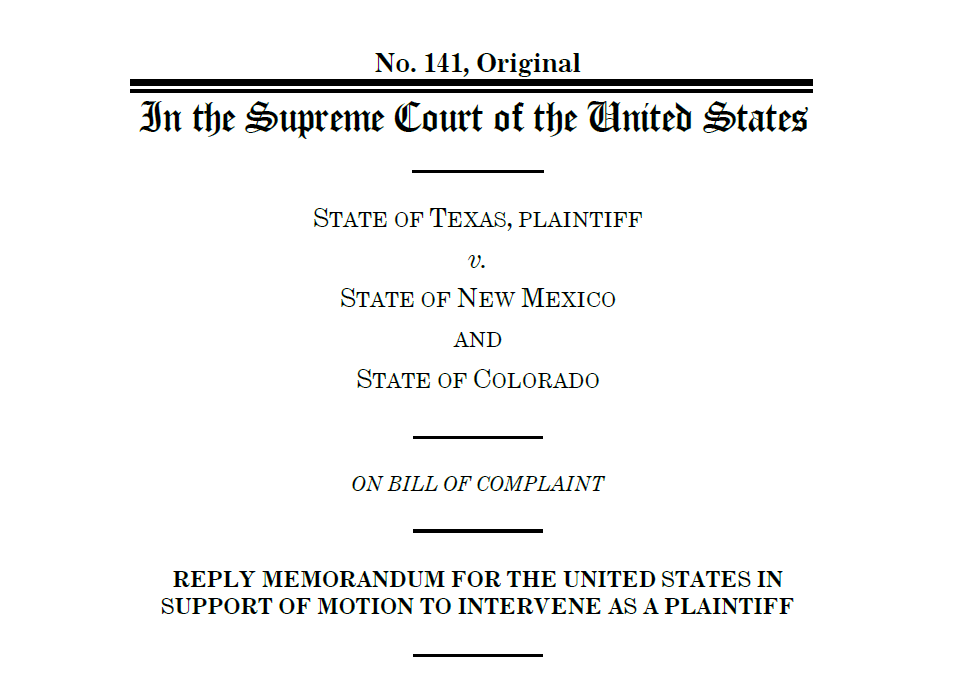 No. 141, Original
In the Supreme Court of the United States
STATE OF TEXAS, PLAINTIFF
v.
STATE OF NEW MEXICO
AND
STATE OF COLORADO
ON BILL OF COMPLAINT
REPLY MEMORANDUM FOR THE UNITED STATES IN
SUPPORT OF MOTION TO INTERVENE AS A PLAINTIFF